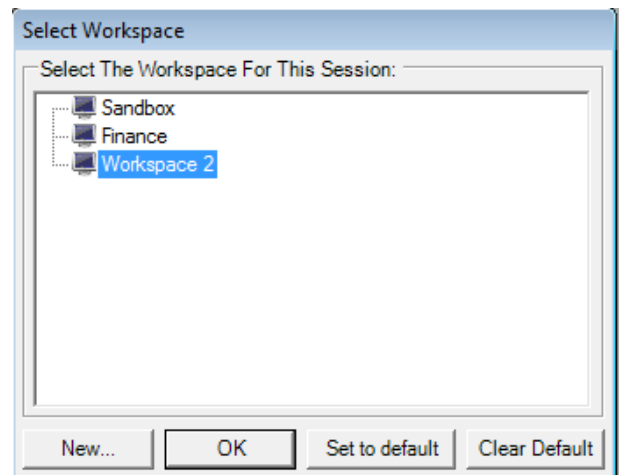 Select Workspace
Select The Workspace For This Session:
Sandbox
Finance
Workspace 2
New... OK Set to default Clear Default